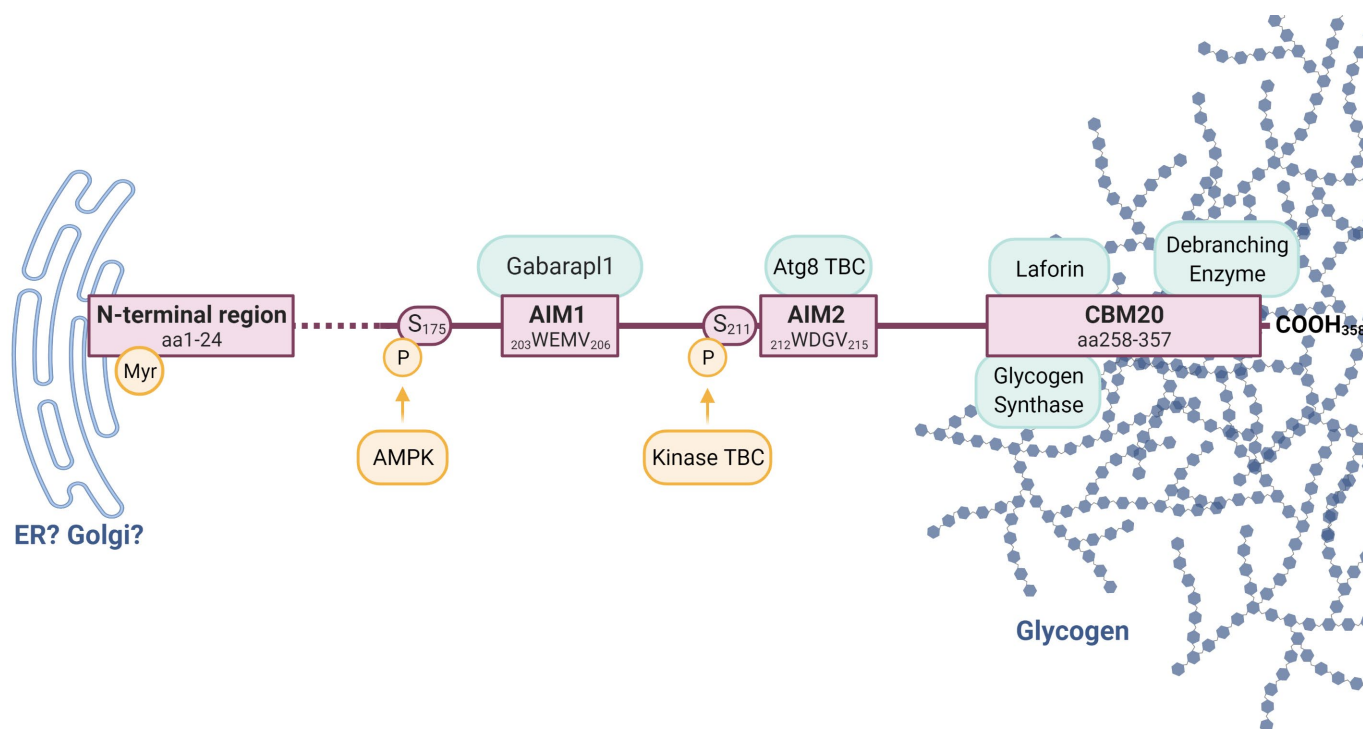 Gabarapl1
Atg8 TBC
Laforin
Debranching
Enzyme
N-terminal region
aa1-24
Myr
S175
P
AIM1
203WEMV206
S211
P
AIM2
212WDGV215
CBM20
aa258-357
COOH358
Glycogen
Synthase
AMPK
Kinase TBC
ER? Golgi?
Glycogen